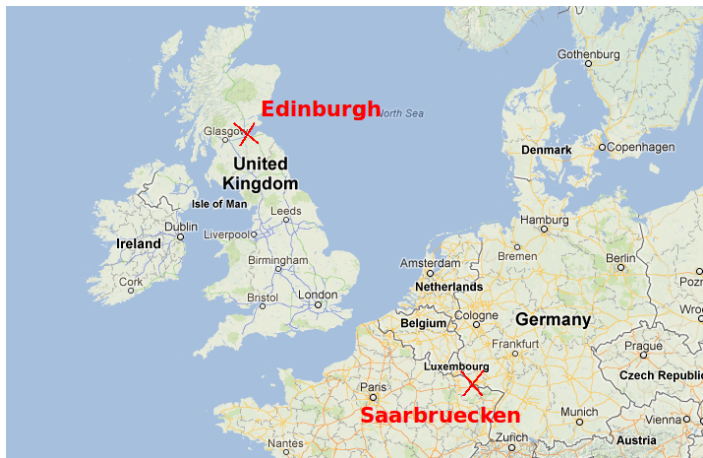 Gothenburg
Edinburgh
North Sea
Glasgow
Copenhagen
Denmark
United
Kingdom
Isle of Man
Leeds
Hamburg
Dublin
Liverpool
Ireland
Bremen
Berlin
Birmingham
Amsterdam
Cork
Netherlands
Bristol
London
Cologne
Belgium
Germany
Frankfurt
Prague
Luxembourg
Czech Republic
Paris
Saarbruecken
Munich
Vienna
Nantes
Zurich
Austria